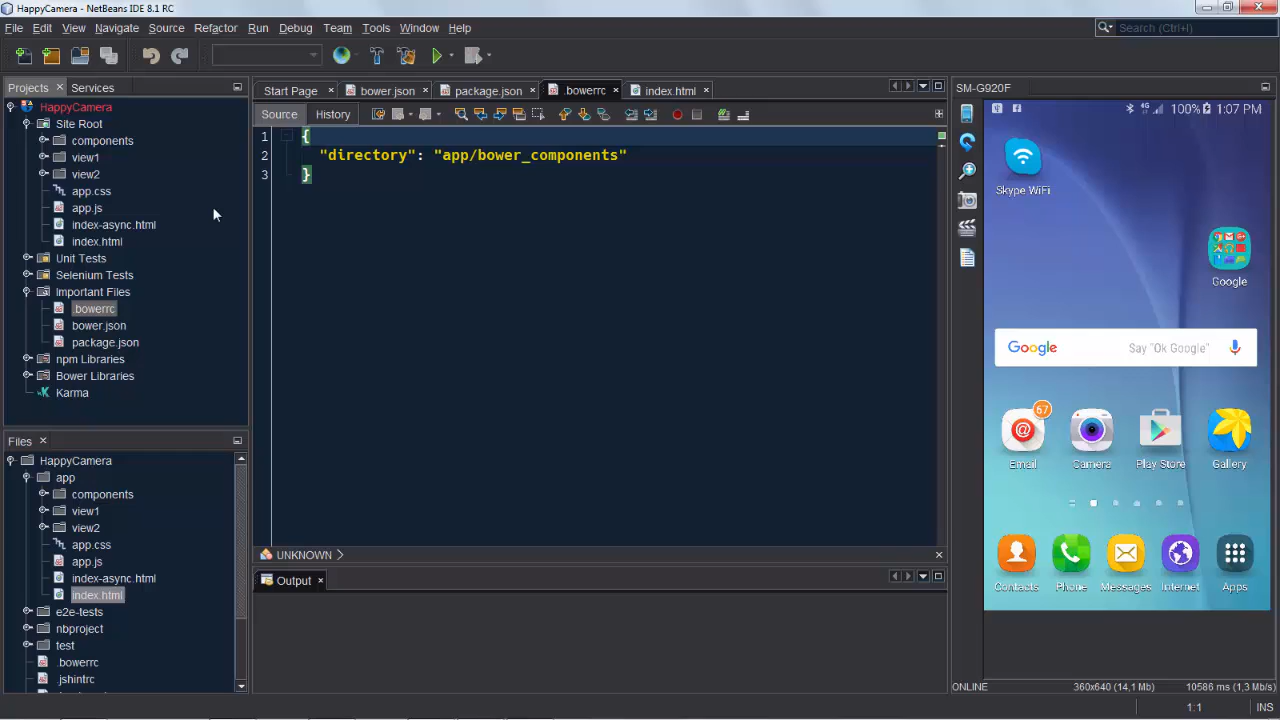 HappyCamera - NetBeans IDE 8.1 RC
File Edit View Navigate Source Refactor Run Debug Team Tools Window Help
Search (Ctrl+I)
Projects Services
HappyCamera
Site Root
components
view1
view2
app.css
app.js
index-async.html
index.html
Unit Tests
Selenium Tests
Important Files
.bowerrc
bower.json
package.json
npm Libraries
Bower Libraries
Karma
Files
HappyCamera
app
components
view1
view2
app.css
app.js
index-async.html
index.html
e2e-tests
nbproject
test
.bowerrc
.jshintrc
Start Page bower.json package.json .bowerrc index.html
Source History
1 {
2 "directory": "app/bower_components"
3 }
UNKNOWN
Output
SM-G920F
4G 100% 1:07 PM
Skype WiFi
Google
Google Say "Ok Google"
67
Email Camera Play Store Gallery
Contacts Phone Messages Internet Apps
ONLINE 360x640 (14,1 Mb) 10586 ms (1,3 Mb/s)
1:1 INS